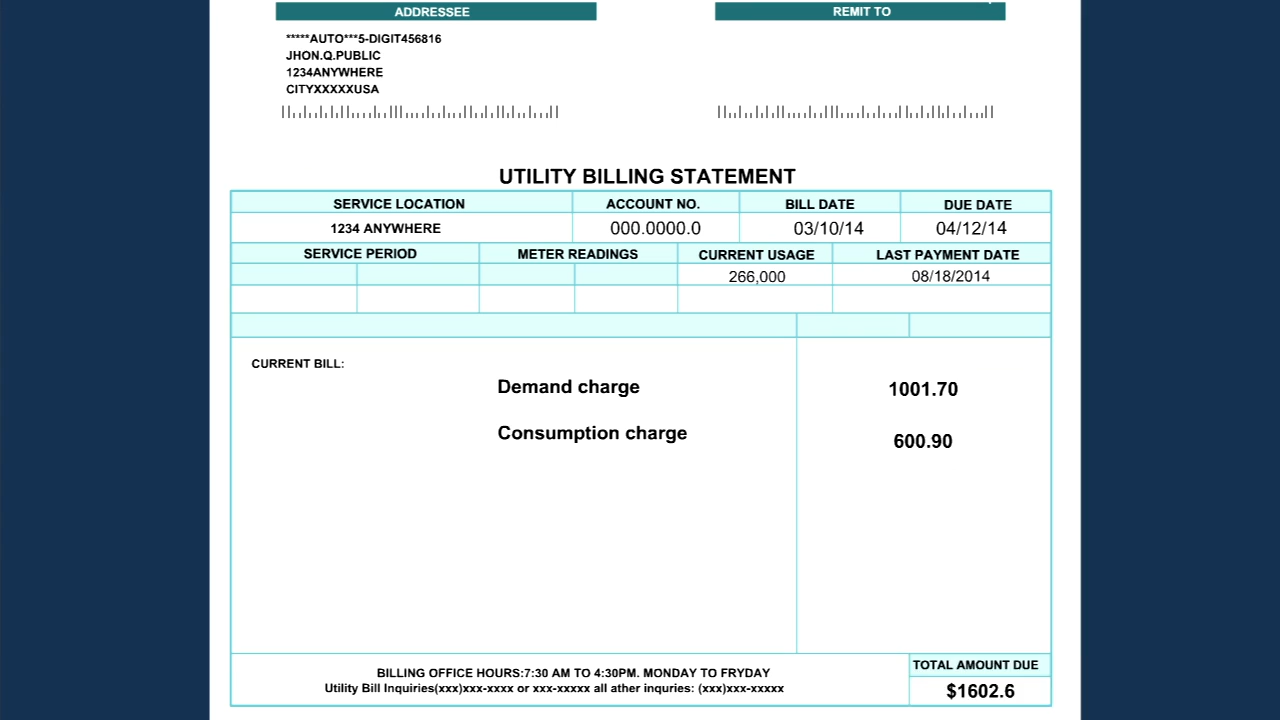 ADDRESSEE
REMIT TO
*****AUTO***5-DIGIT456816
JHON.Q.PUBLIC
1234ANYWHERE
CITYXXXXXUSA
UTILITY BILLING STATEMENT
SERVICE LOCATION ACCOUNT NO. BILL DATE DUE DATE
1234 ANYWHERE 000.0000.0 03/10/14 04/12/14
SERVICE PERIOD METER READINGS CURRENT USAGE LAST PAYMENT DATE
266,000 08/18/2014
CURRENT BILL:
Demand charge 1001.70
Consumption charge 600.90
BILLING OFFICE HOURS:7:30 AM TO 4:30PM. MONDAY TO FRYDAY
Utility Bill Inquiries(xxx)xxx-xxxx or xxx-xxxxx all ather inquries: (xxx)xxx-xxxxx
TOTAL AMOUNT DUE
$1602.6